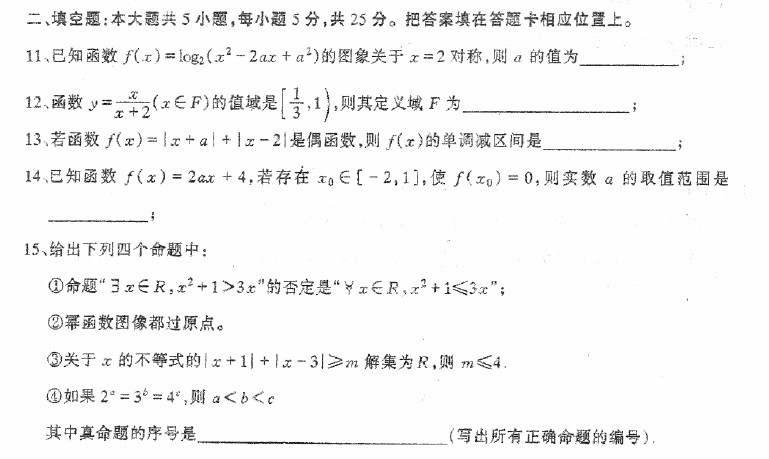 二、填空题:本大题共5小题,每小题5分,共25分。把答案填在答题卡相应位置上。
11、已知函数 f(x)=log₂(x²-2ax+a²)的图象关于 x=2 对称,则 a 的值为________;
12、函数 y=x/(x+2)(x∈F)的值域是[1/3,1),则其定义域 F 为________;
13、若函数 f(x)=|x+a|+|x-2|是偶函数,则 f(x)的单调减区间是________;
14、已知函数 f(x)=2ax+4,若存在 x₀∈[-2,1],使 f(x₀)=0,则实数 a 的取值范围是
________;
15、给出下列四个命题中:
①命题"∃x∈R,x²+1>3x"的否定是"∀x∈R,x²+1≤3x";
②幂函数图像都过原点。
③关于 x 的不等式的|x+1|+|x-3|≥m 解集为R,则 m≤4.
④如果 2ᵃ=3ᵇ=4ᶜ,则 a<b<c
其中真命题的序号是________(写出所有正确命题的编号).